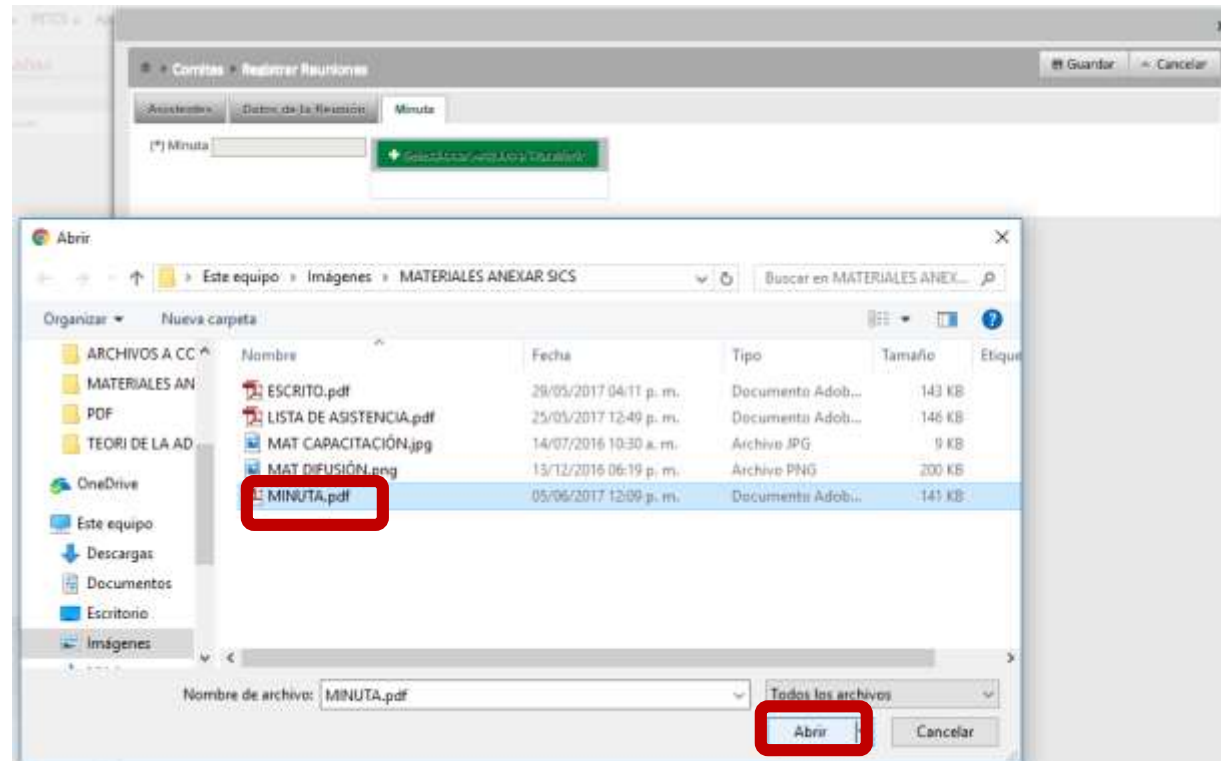 Comites Registrar Reuniones
Guardar Cancelar
Asistentes Datos de la Reunión Minuta
(*) Minuta
Abrir
Este equipo Imágenes MATERIALES ANEXAR SICS
Buscar en MATERIALES ANEX...
Organizar Nueva carpeta
ARCHIVOS A CC
MATERIALES AN
PDF
TEORI DE LA AD
OneDrive
Este equipo
Descargas
Documentos
Escritorio
Imágenes
Nombre Fecha Tipo Tamaño Etique
ESCRITO.pdf 29/05/2017 04:11 p. m. Documento Adob... 143 KB
LISTA DE ASISTENCIA.pdf 25/05/2017 12:49 p. m. Documento Adob... 146 KB
MAT CAPACITACIÓN.jpg 14/07/2016 10:30 a. m. Archivo JPG 9 KB
MAT DIFUSIÓN.png 13/12/2016 06:19 p. m. Archivo PNG 200 KB
MINUTA.pdf 05/06/2017 12:09 p. m. Documento Adob... 141 KB
Nombre de archivo: MINUTA.pdf
Todos los archivos
Abrir Cancelar